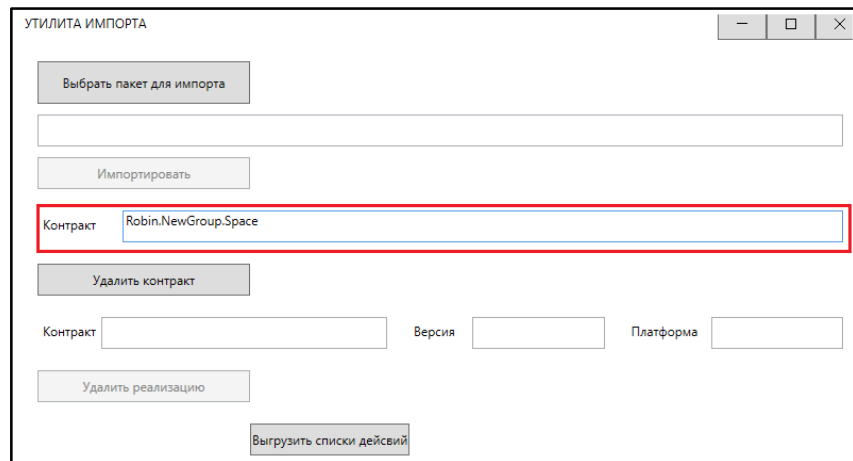 УТИЛИТА ИМПОРТА
Выбрать пакет для импорта
Импортировать
Контракт Robin.NewGroup.Space
Удалить контракт
Контракт Версия Платформа
Удалить реализацию
Выгрузить списки дейсвий